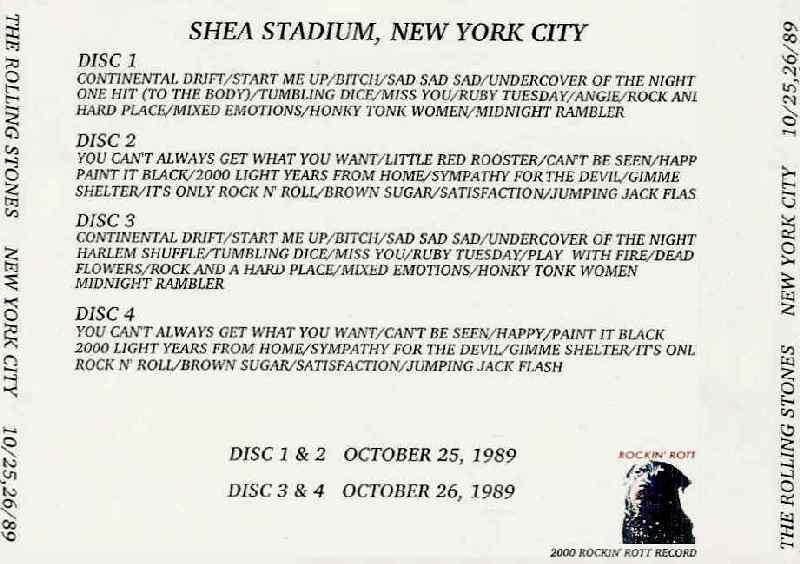 SHEA STADIUM, NEW YORK CITY
DISC 1
CONTINENTAL DRIFT/START ME UP/BITCH/SAD SAD SAD/UNDERCOVER OF THE NIGHT
ONE HIT (TO THE BODY)/TUMBLING DICE/MISS YOU/RUBY TUESDAY/ANGIE/ROCK AND
HARD PLACE/MIXED EMOTIONS/HONKY TONK WOMEN/MIDNIGHT RAMBLER
DISC 2
YOU CAN'T ALWAYS GET WHAT YOU WANT/LITTLE RED ROOSTER/CAN'T BE SEEN/HAPP
PAINT IT BLACK/2000 LIGHT YEARS FROM HOME/SYMPATHY FOR THE DEVIL/GIMME
SHELTER/IT'S ONLY ROCK N' ROLL/BROWN SUGAR/SATISFACTION/JUMPING JACK FLAS
DISC 3
CONTINENTAL DRIFT/START ME UP/BITCH/SAD SAD SAD/UNDERCOVER OF THE NIGHT
HARLEM SHUFFLE/TUMBLING DICE/MISS YOU/RUBY TUESDAY/PLAY WITH FIRE/DEAD
FLOWERS/ROCK AND A HARD PLACE/MIXED EMOTIONS/HONKY TONK WOMEN
MIDNIGHT RAMBLER
DISC 4
YOU CAN'T ALWAYS GET WHAT YOU WANT/CAN'T BE SEEN/HAPPY/PAINT IT BLACK
2000 LIGHT YEARS FROM HOME/SYMPATHY FOR THE DEVIL/GIMME SHELTER/IT'S ONL
ROCK N' ROLL/BROWN SUGAR/SATISFACTION/JUMPING JACK FLASH
DISC 1 & 2 OCTOBER 25, 1989
DISC 3 & 4 OCTOBER 26, 1989
ROCKIN' ROTT
2000 ROCKIN' ROTT RECORD
THE ROLLING STONES NEW YORK CITY 10/25,26/89
THE ROLLING STONES NEW YORK CITY 10/25,26/89